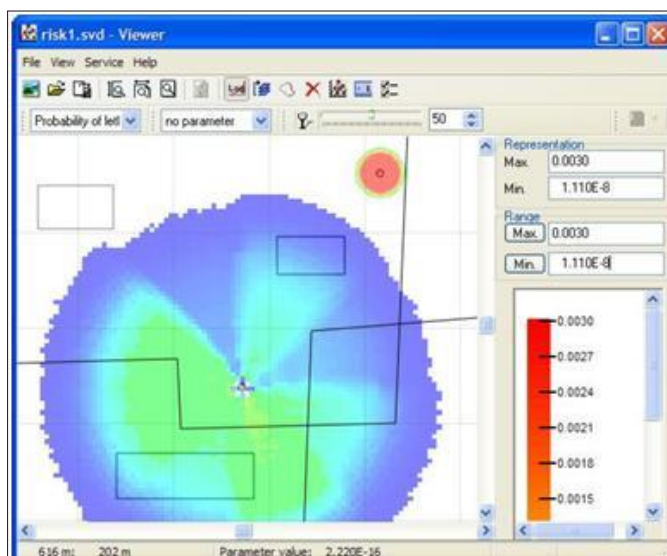 risk1.svd - Viewer
File View Service Help
Probability of letl no parameter 50
Representation
Max. 0.0030
Min. 1.110E-8
Range
Max. 0.0030
Min. 1.110E-8
0.0030
0.0027
0.0024
0.0021
0.0018
0.0015
616 m: 202 m Parameter value: 2.220E-16